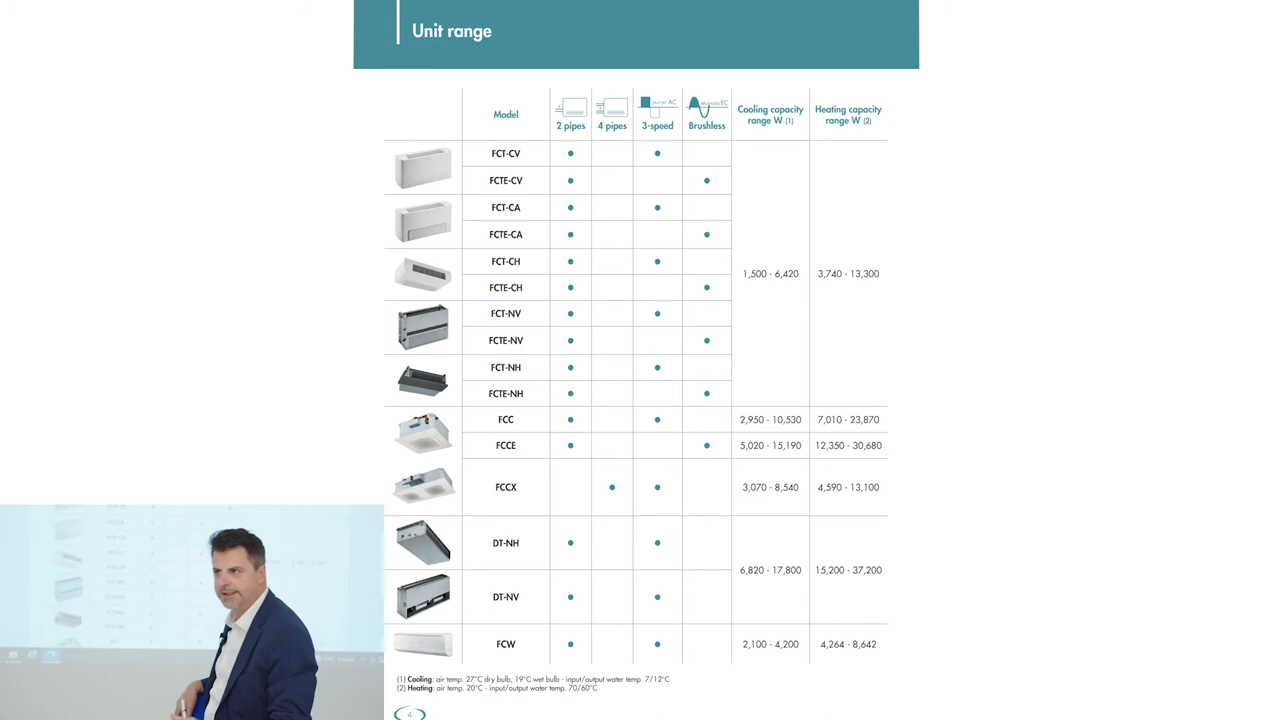 Unit range
Model
2 pipes
4 pipes
ON/OFF AC
3-speed
BRUSHLESS EC
Brushless
Cooling capacity
range W (1)
Heating capacity
range W (2)
FCT-CV
FCTE-CV
FCT-CA
FCTE-CA
FCT-CH
FCTE-CH
1,500 - 6,420 3,740 - 13,300
FCT-NV
FCTE-NV
FCT-NH
FCTE-NH
FCC 2,950 - 10,530 7,010 - 23,870
FCCE 5,020 - 15,190 12,350 - 30,680
FCCX 3,070 - 8,540 4,590 - 13,100
DT-NH
6,820 - 17,800 15,200 - 37,200
DT-NV
FCW 2,100 - 4,200 4,264 - 8,642
(1) Cooling: air temp. 27°C dry bulb, 19°C wet bulb - input/output water temp. 7/12°C
(2) Heating: air temp. 20°C - input/output water temp. 70/60°C
4